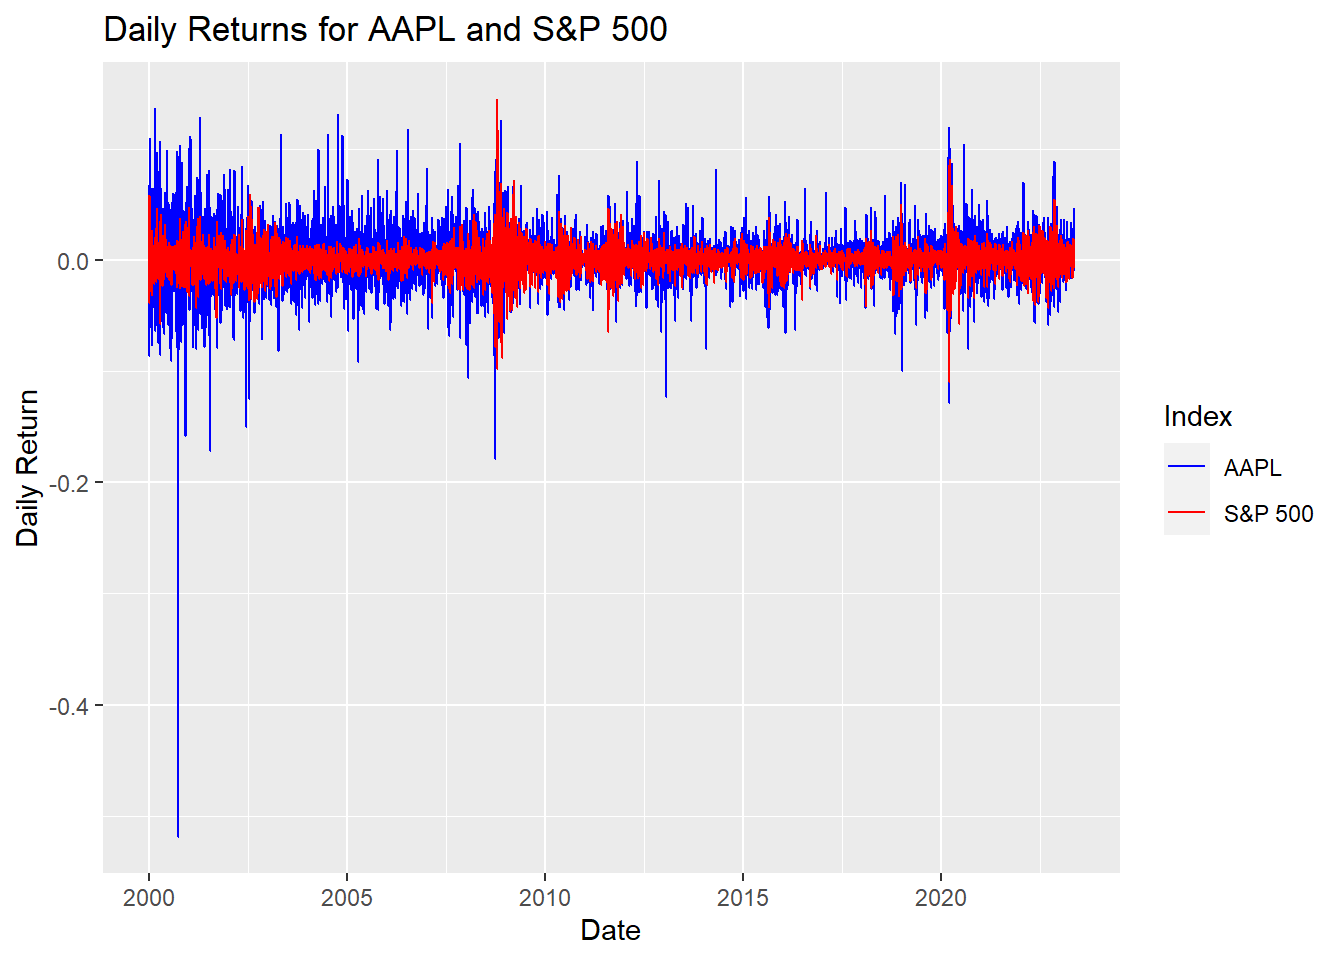 Daily Returns for AAPL and S&P 500
Daily Return
0.0
-0.2
-0.4
2000 2005 2010 2015 2020
Date
Index
AAPL
S&P 500